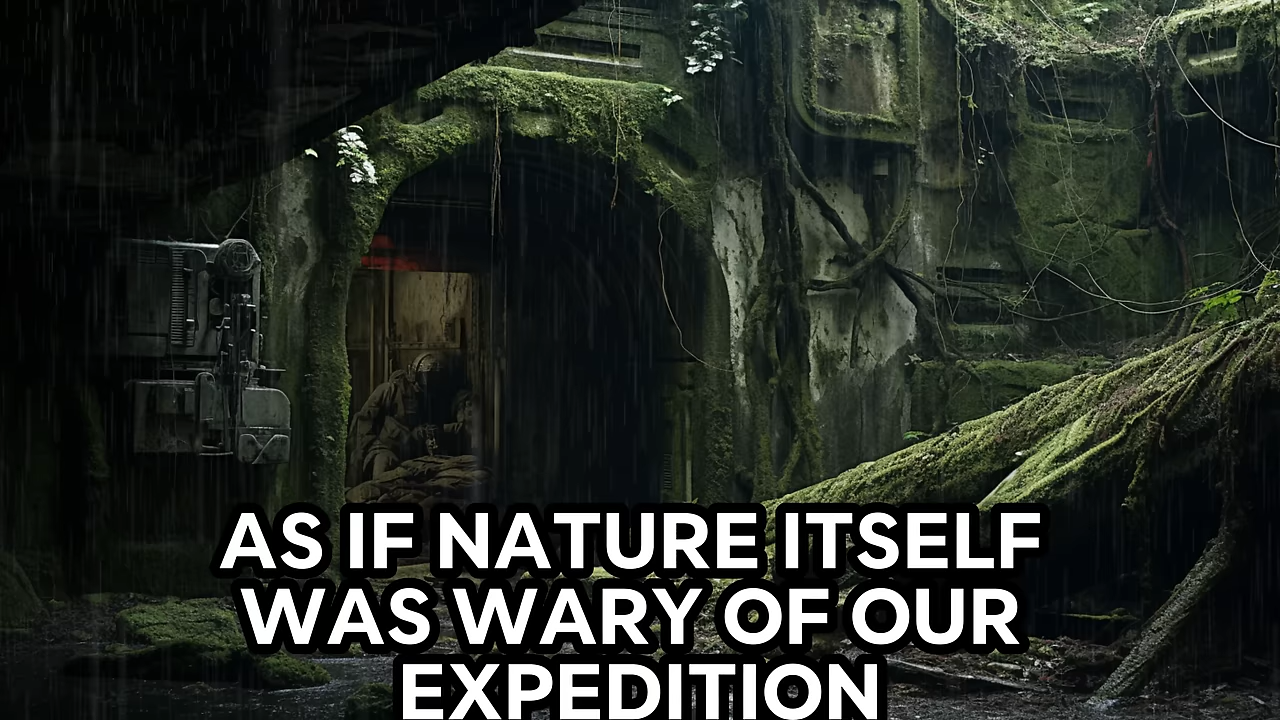 AS IF NATURE ITSELF
WAS WARY OF OUR
EXPEDITION